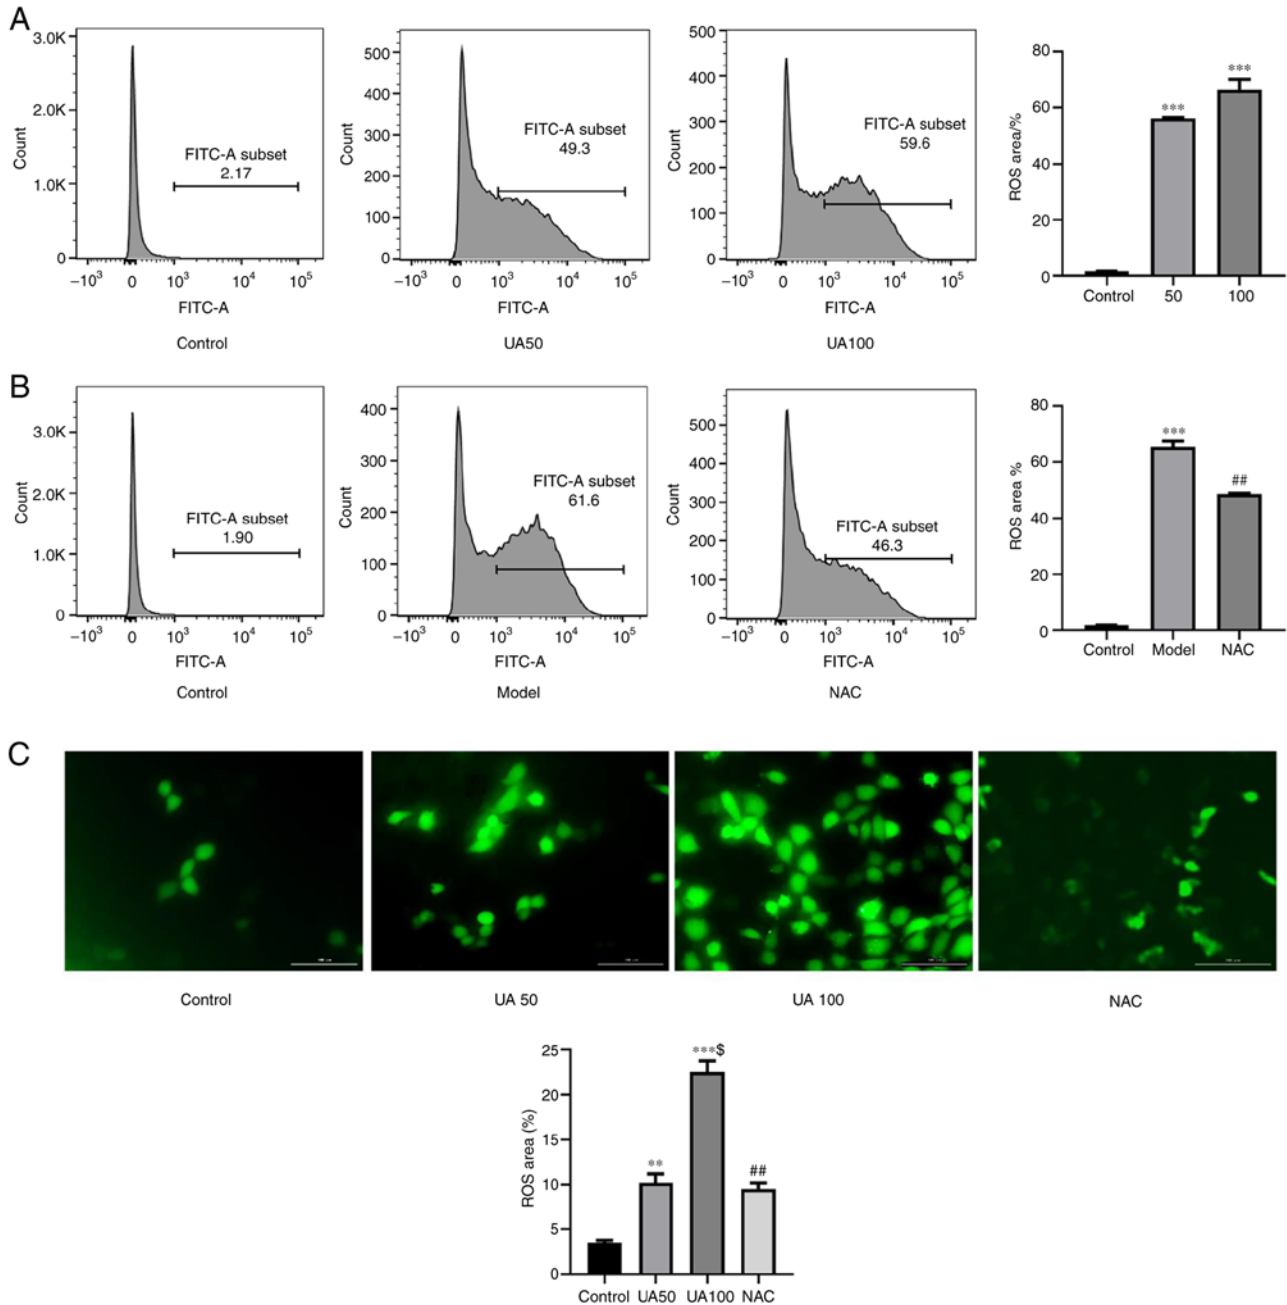 A
3.0K
2.0K
1.0K
0
Count
FITC-A subset
2.17
−10³ 0 10³ 10⁴ 10⁵
FITC-A
Control
500
400
300
200
100
0
Count
FITC-A subset
49.3
−10³ 0 10³ 10⁴ 10⁵
FITC-A
UA50
500
400
300
200
100
0
Count
FITC-A subset
59.6
−10³ 0 10³ 10⁴ 10⁵
FITC-A
UA100
80
60
40
20
0
ROS area/%
***
***
Control 50 100
B
3.0K
2.0K
1.0K
0
Count
FITC-A subset
1.90
−10³ 0 10³ 10⁴ 10⁵
FITC-A
Control
400
300
200
100
0
Count
FITC-A subset
61.6
−10³ 0 10³ 10⁴ 10⁵
FITC-A
Model
500
400
300
200
100
0
Count
FITC-A subset
46.3
−10³ 0 10³ 10⁴ 10⁵
FITC-A
NAC
80
60
40
20
0
ROS area %
***
##
Control Model NAC
C
Control
UA 50
UA 100
NAC
25
20
15
10
5
0
ROS area (%)
**
***$
##
Control UA50 UA100 NAC